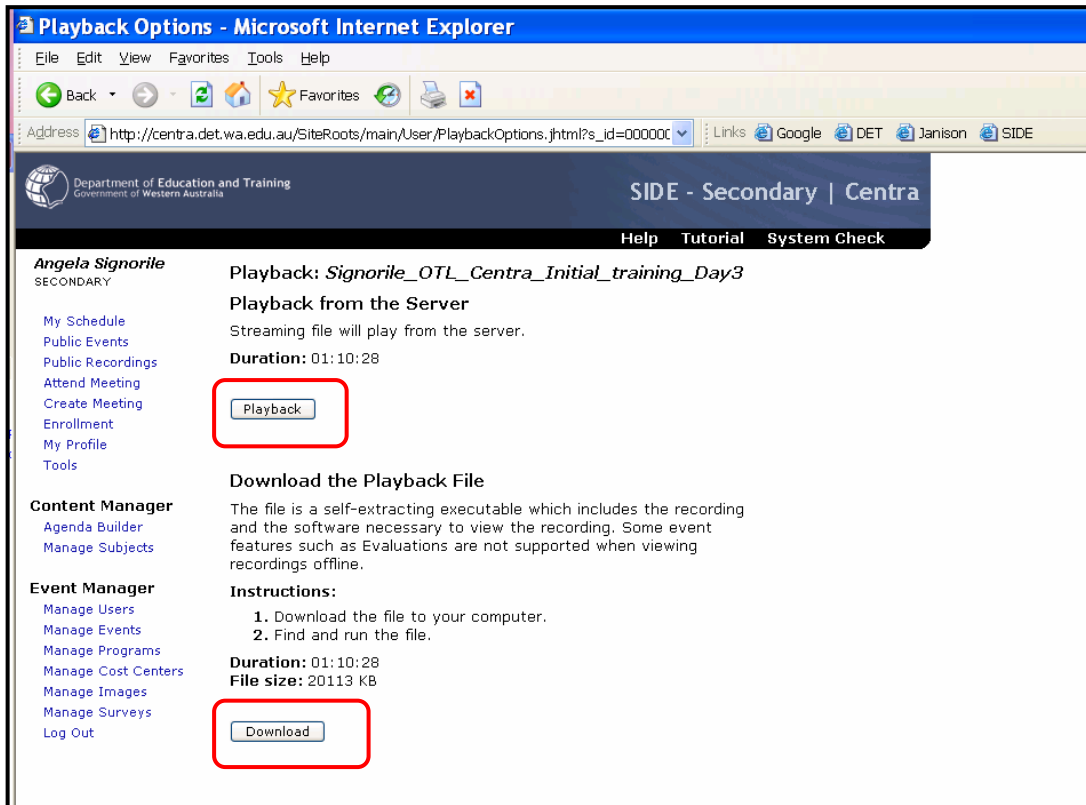 Playback Options - Microsoft Internet Explorer
File Edit View Favorites Tools Help
Back Favorites
Address http://centra.det.wa.edu.au/SiteRoots/main/User/PlaybackOptions.jhtml?s_id=000000 Links Google DET Janison SIDE
Department of Education and Training
Government of Western Australia
SIDE - Secondary | Centra
Help Tutorial System Check
Angela Signorile
SECONDARY
My Schedule
Public Events
Public Recordings
Attend Meeting
Create Meeting
Enrollment
My Profile
Tools
Content Manager
Agenda Builder
Manage Subjects
Event Manager
Manage Users
Manage Events
Manage Programs
Manage Cost Centers
Manage Images
Manage Surveys
Log Out
Playback: Signorile_OTL_Centra_Initial_training_Day3
Playback from the Server
Streaming file will play from the server.
Duration: 01:10:28
Playback
Download the Playback File
The file is a self-extracting executable which includes the recording
and the software necessary to view the recording. Some event
features such as Evaluations are not supported when viewing
recordings offline.
Instructions:
1. Download the file to your computer.
2. Find and run the file.
Duration: 01:10:28
File size: 20113 KB
Download